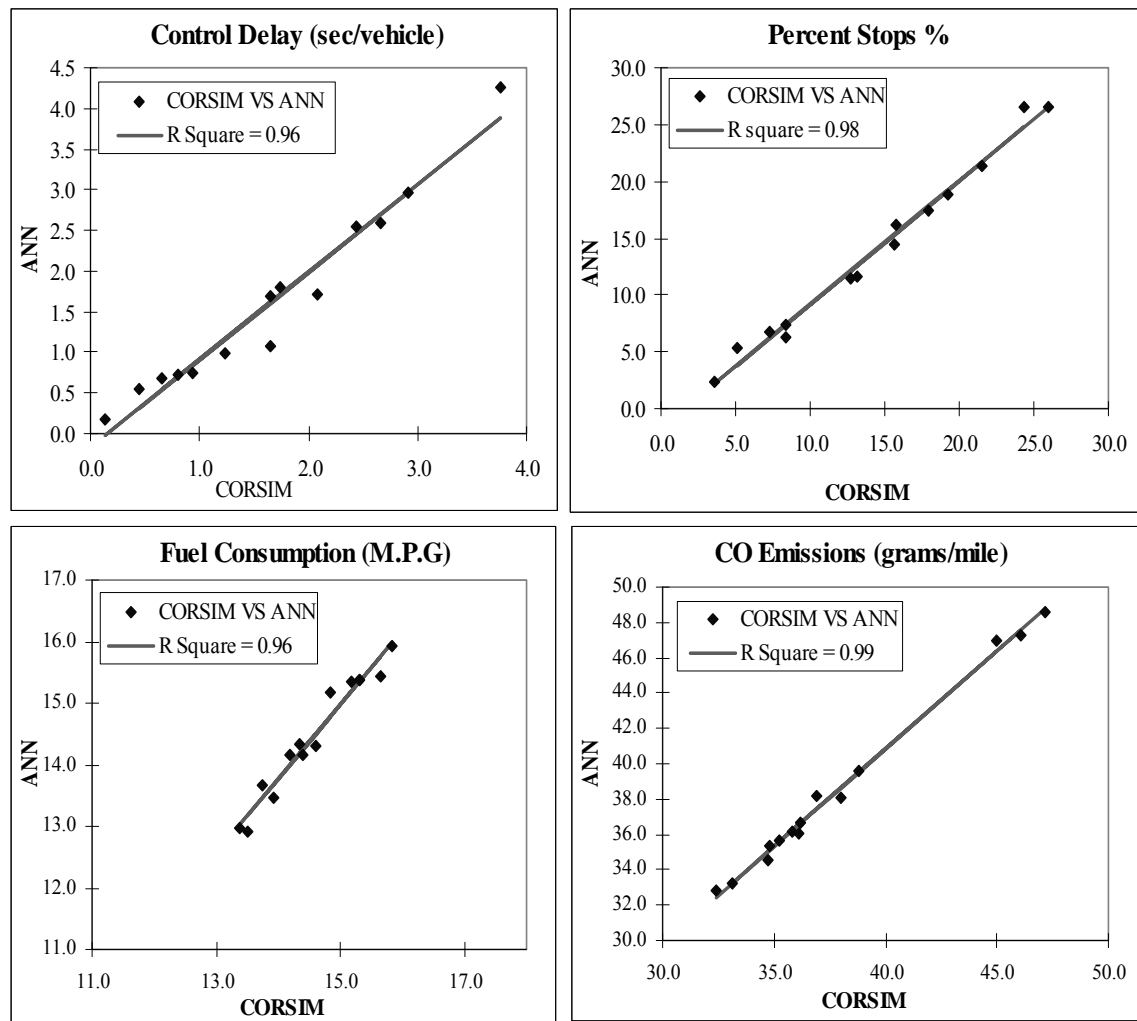 Control Delay (sec/vehicle)
4.5
4.0
3.5
3.0
2.5
2.0
1.5
1.0
0.5
0.0
ANN
CORSIM VS ANN
R Square = 0.96
0.0 1.0 2.0 3.0 4.0
CORSIM
Percent Stops %
30.0
25.0
20.0
15.0
10.0
5.0
0.0
ANN
CORSIM VS ANN
R square = 0.98
0.0 5.0 10.0 15.0 20.0 25.0 30.0
CORSIM
Fuel Consumption (M.P.G)
17.0
16.0
15.0
14.0
13.0
12.0
11.0
ANN
CORSIM VS ANN
R Square = 0.96
11.0 13.0 15.0 17.0
CORSIM
CO Emissions (grams/mile)
50.0
48.0
46.0
44.0
42.0
40.0
38.0
36.0
34.0
32.0
30.0
ANN
CORSIM VS ANN
R Square = 0.99
30.0 35.0 40.0 45.0 50.0
CORSIM